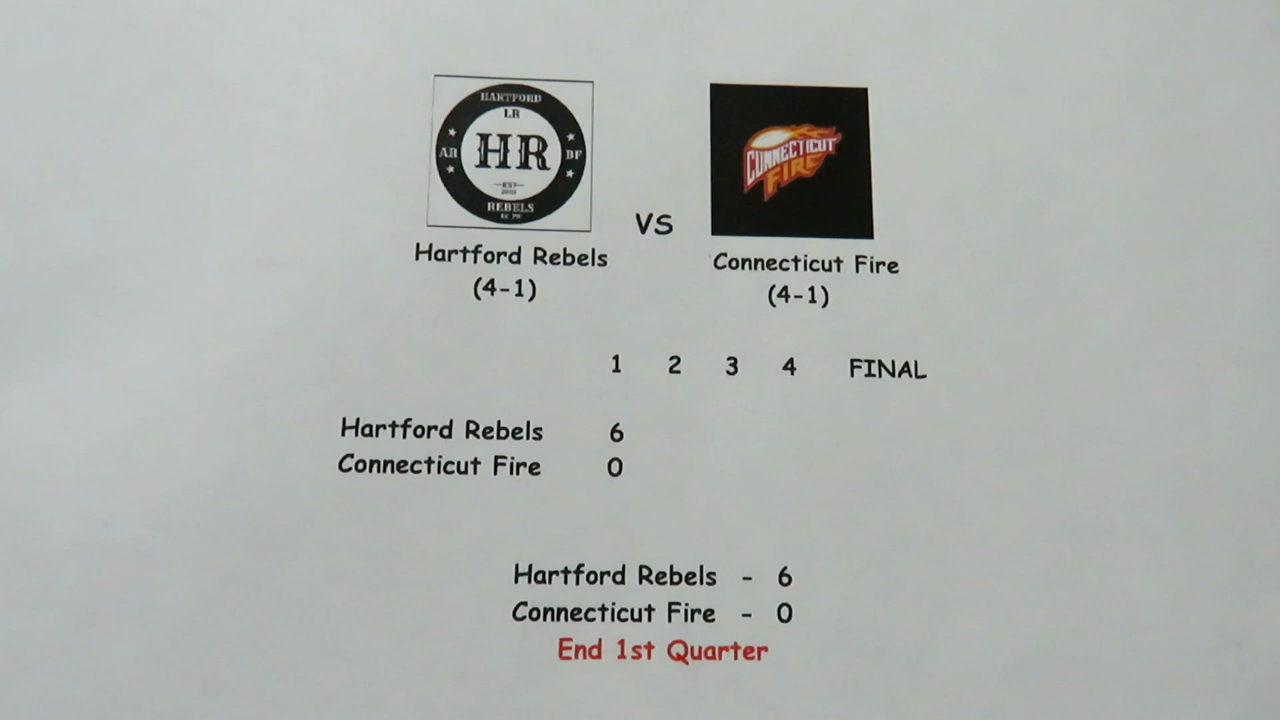 HARTFORD
LR
AR HR BF
EST
REBELS
CONNECTICUT
FIRE
VS
Hartford Rebels
(4-1)
Connecticut Fire
(4-1)
1 2 3 4 FINAL
Hartford Rebels 6
Connecticut Fire 0
Hartford Rebels - 6
Connecticut Fire - 0
End 1st Quarter